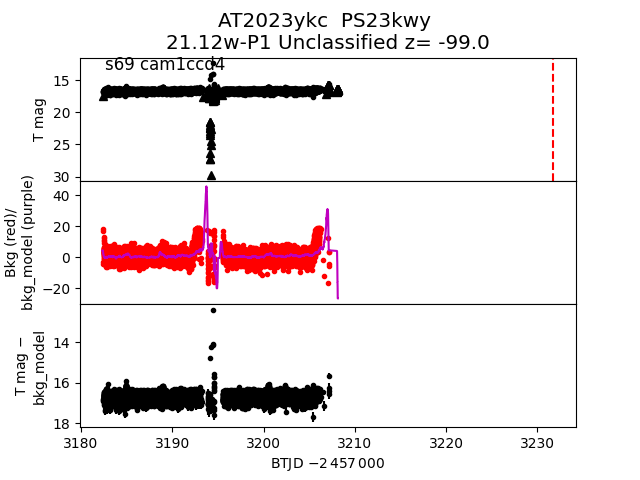 AT2023ykc  PS23kwy
21.12w-P1 Unclassified z= -99.0
s69 cam1ccd4
15
20
25
30
T mag
40
20
0
−20
Bkg (red)/
bkg_model (purple)
14
16
18
T mag −
bkg_model
3180 3190 3200 3210 3220 3230
BTJD −2 457 000